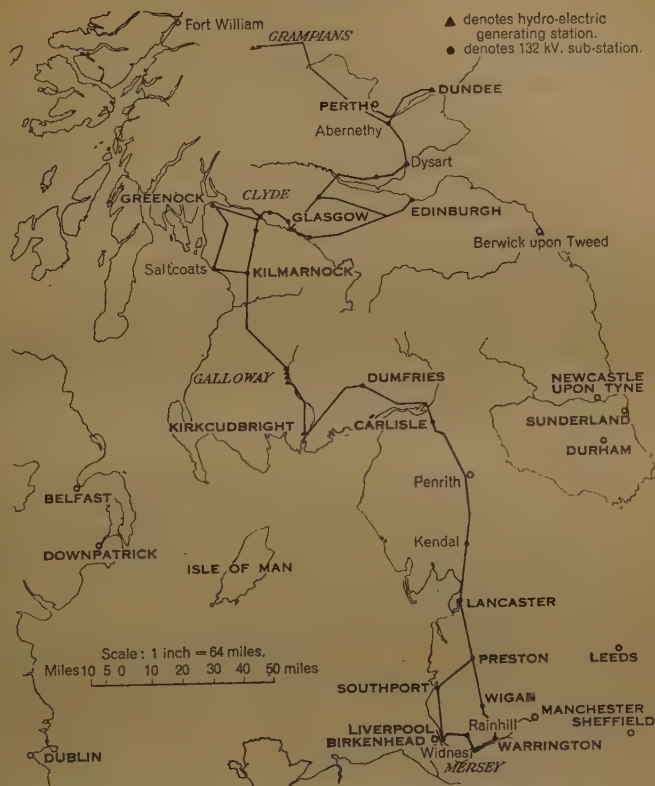 Fort William
GRAMPIANS
▲ denotes hydro-electric
generating station.
● denotes 132 kV. sub-station.
PERTH
DUNDEE
Abernethy
Dysart
GREENOCK
CLYDE
GLASGOW
EDINBURGH
Berwick upon Tweed
Saltcoats
KILMARNOCK
GALLOWAY
DUMFRIES
NEWCASTLE
UPON TYNE
SUNDERLAND
KIRKCUDBRIGHT
CARLISLE
DURHAM
Penrith
BELFAST
Kendal
DOWNPATRICK
ISLE OF MAN
LANCASTER
Scale: 1 inch = 64 miles.
Miles 10 5 0 10 20 30 40 50 miles
PRESTON
LEEDS
SOUTHPORT
WIGA
MANCHESTER
SHEFFIELD
Rainhill
LIVERPOOL
BIRKENHEAD
Widnes
WARRINGTON
MERSEY
DUBLIN